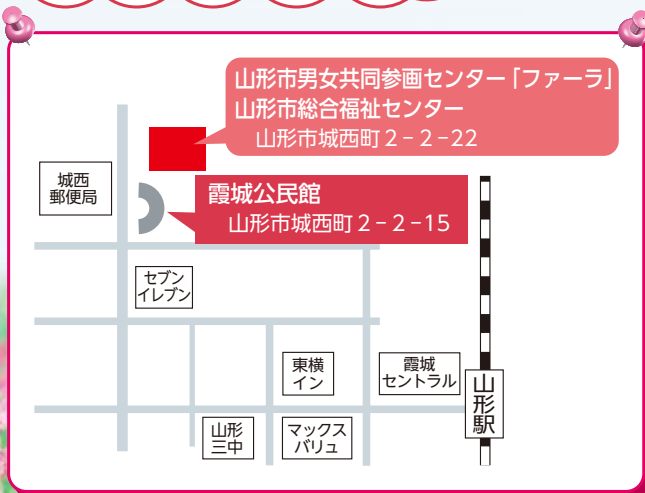 山形市男女共同参画センター「ファーラ」
山形市総合福祉センター
山形市城西町2-2-22
城西
郵便局
霞城公民館
山形市城西町2-2-15
セブン
イレブン
東横
イン
霞城
セントラル
山形駅
山形
三中
マックス
バリュ